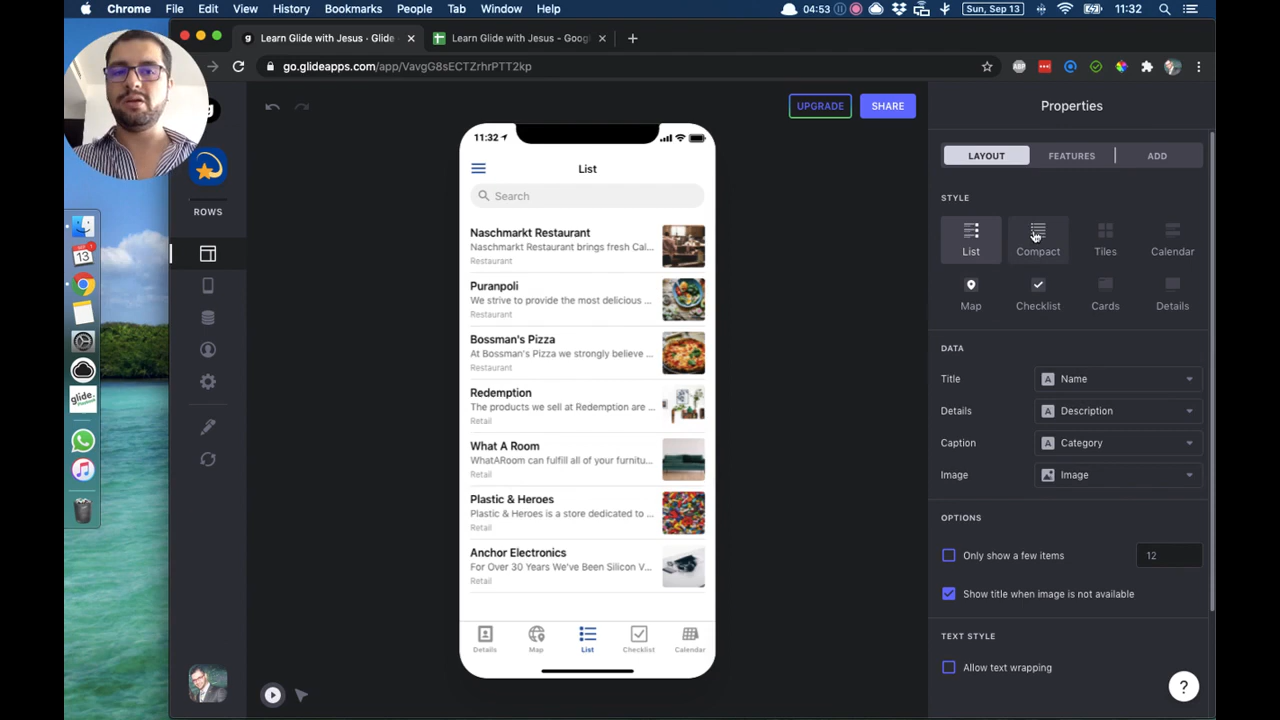 Chrome File Edit View History Bookmarks People Tab Window Help 04:53 Sun, Sep 13 11:32
Learn Glide with Jesus · Glide
Learn Glide with Jesus - Goog
go.glideapps.com/app/VavgG8sECTZrhrPTT2kp
UPGRADE
SHARE
ROWS
SEP
13
glide.
11:32
List
Search
Naschmarkt Restaurant
Naschmarkt Restaurant brings fresh Cal...
Restaurant
Puranpoli
We strive to provide the most delicious ...
Restaurant
Bossman's Pizza
At Bossman's Pizza we strongly believe ...
Restaurant
Redemption
The products we sell at Redemption are ...
Retail
What A Room
WhatARoom can fulfill all of your furnitu...
Retail
Plastic & Heroes
Plastic & Heroes is a store dedicated to ...
Retail
Anchor Electronics
For Over 30 Years We've Been Silicon V...
Retail
Details Map List Checklist Calendar
Properties
LAYOUT FEATURES ADD
STYLE
List Compact Tiles Calendar
Map Checklist Cards Details
DATA
Title A Name
Details A Description
Caption A Category
Image Image
OPTIONS
Only show a few items 12
Show title when image is not available
TEXT STYLE
Allow text wrapping
?